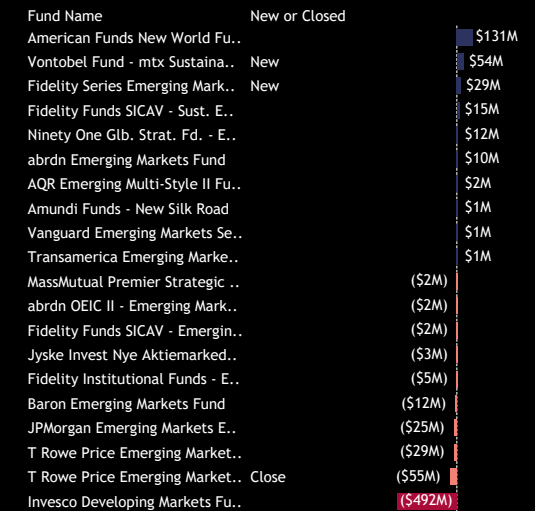 Fund Name New or Closed
American Funds New World Fu.. $131M
Vontobel Fund - mtx Sustaina.. New $54M
Fidelity Series Emerging Mark.. New $29M
Fidelity Funds SICAV - Sust. E.. $15M
Ninety One Glb. Strat. Fd. - E.. $12M
abrdn Emerging Markets Fund $10M
AQR Emerging Multi-Style II Fu.. $2M
Amundi Funds - New Silk Road $1M
Vanguard Emerging Markets Se.. $1M
Transamerica Emerging Marke.. $1M
MassMutual Premier Strategic .. ($2M)
abrdn OEIC II - Emerging Mark.. ($2M)
Fidelity Funds SICAV - Emergin.. ($2M)
Jyske Invest Nye Aktiemarked.. ($3M)
Fidelity Institutional Funds - E.. ($5M)
Baron Emerging Markets Fund ($12M)
JPMorgan Emerging Markets E.. ($25M)
T Rowe Price Emerging Market.. ($29M)
T Rowe Price Emerging Market.. Close ($55M)
Invesco Developing Markets Fu.. ($492M)